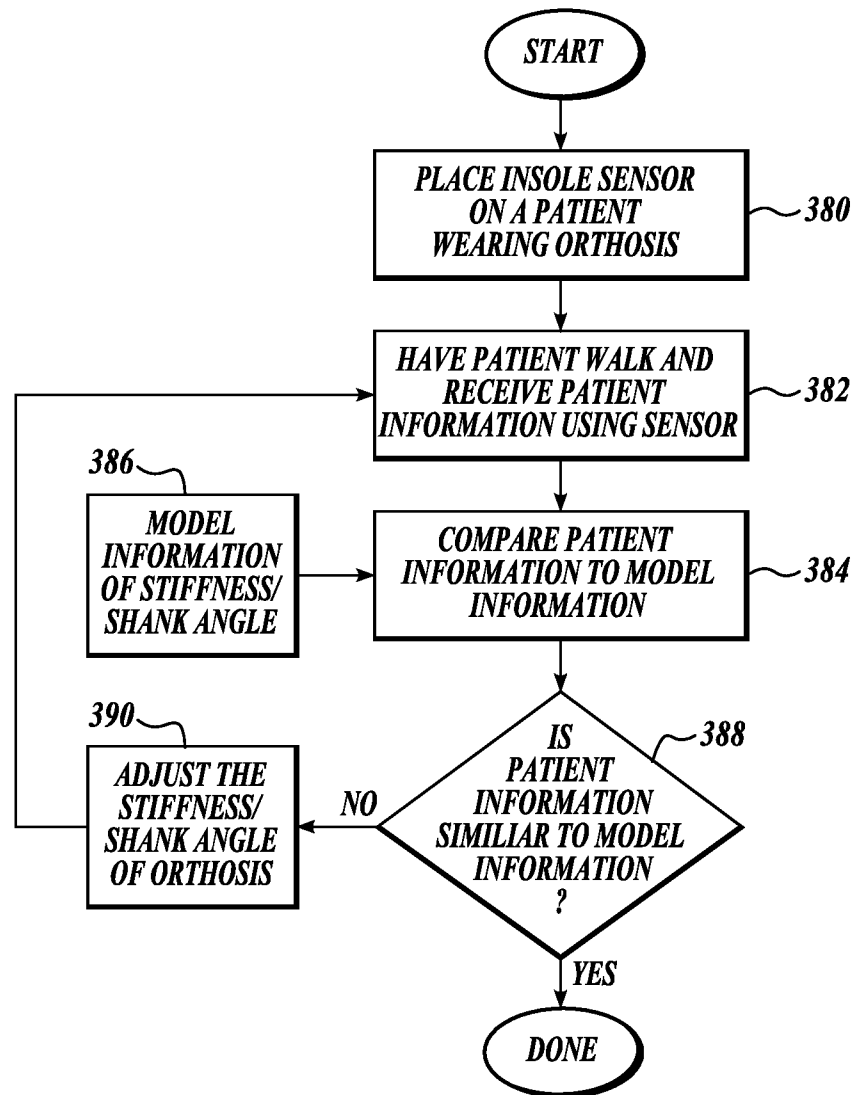 START
PLACE INSOLE SENSOR
ON A PATIENT
WEARING ORTHOSIS
380
HAVE PATIENT WALK AND
RECEIVE PATIENT
INFORMATION USING SENSOR
382
386
MODEL
INFORMATION
OF STIFFNESS/
SHANK ANGLE
COMPARE PATIENT
INFORMATION TO MODEL
INFORMATION
384
388
IS
PATIENT
INFORMATION
SIMILIAR TO MODEL
INFORMATION
?
NO
390
ADJUST THE
STIFFNESS/
SHANK ANGLE
OF ORTHOSIS
YES
DONE